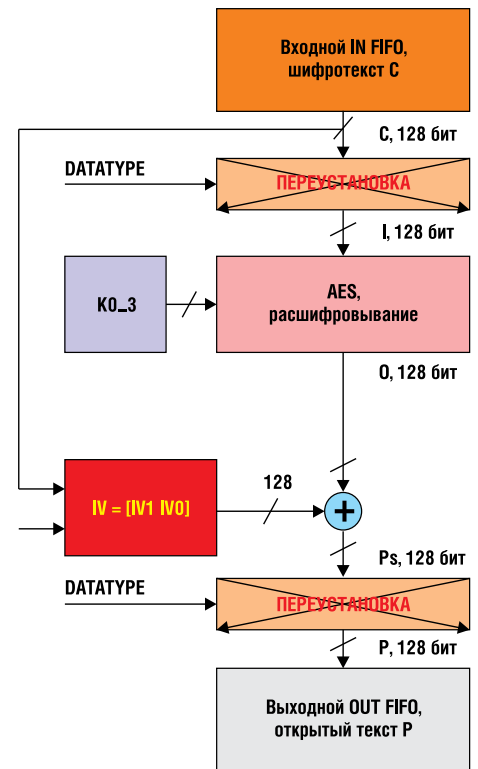 Входной IN FIFO,
шифротекст C
C, 128 бит
DATATYPE
ПЕРЕУСТАНОВКА
I, 128 бит
K0_3
AES,
расшифровывание
O, 128 бит
IV = [IV1 IV0]
128
+
Ps, 128 бит
DATATYPE
ПЕРЕУСТАНОВКА
P, 128 бит
Выходной OUT FIFO,
открытый текст P